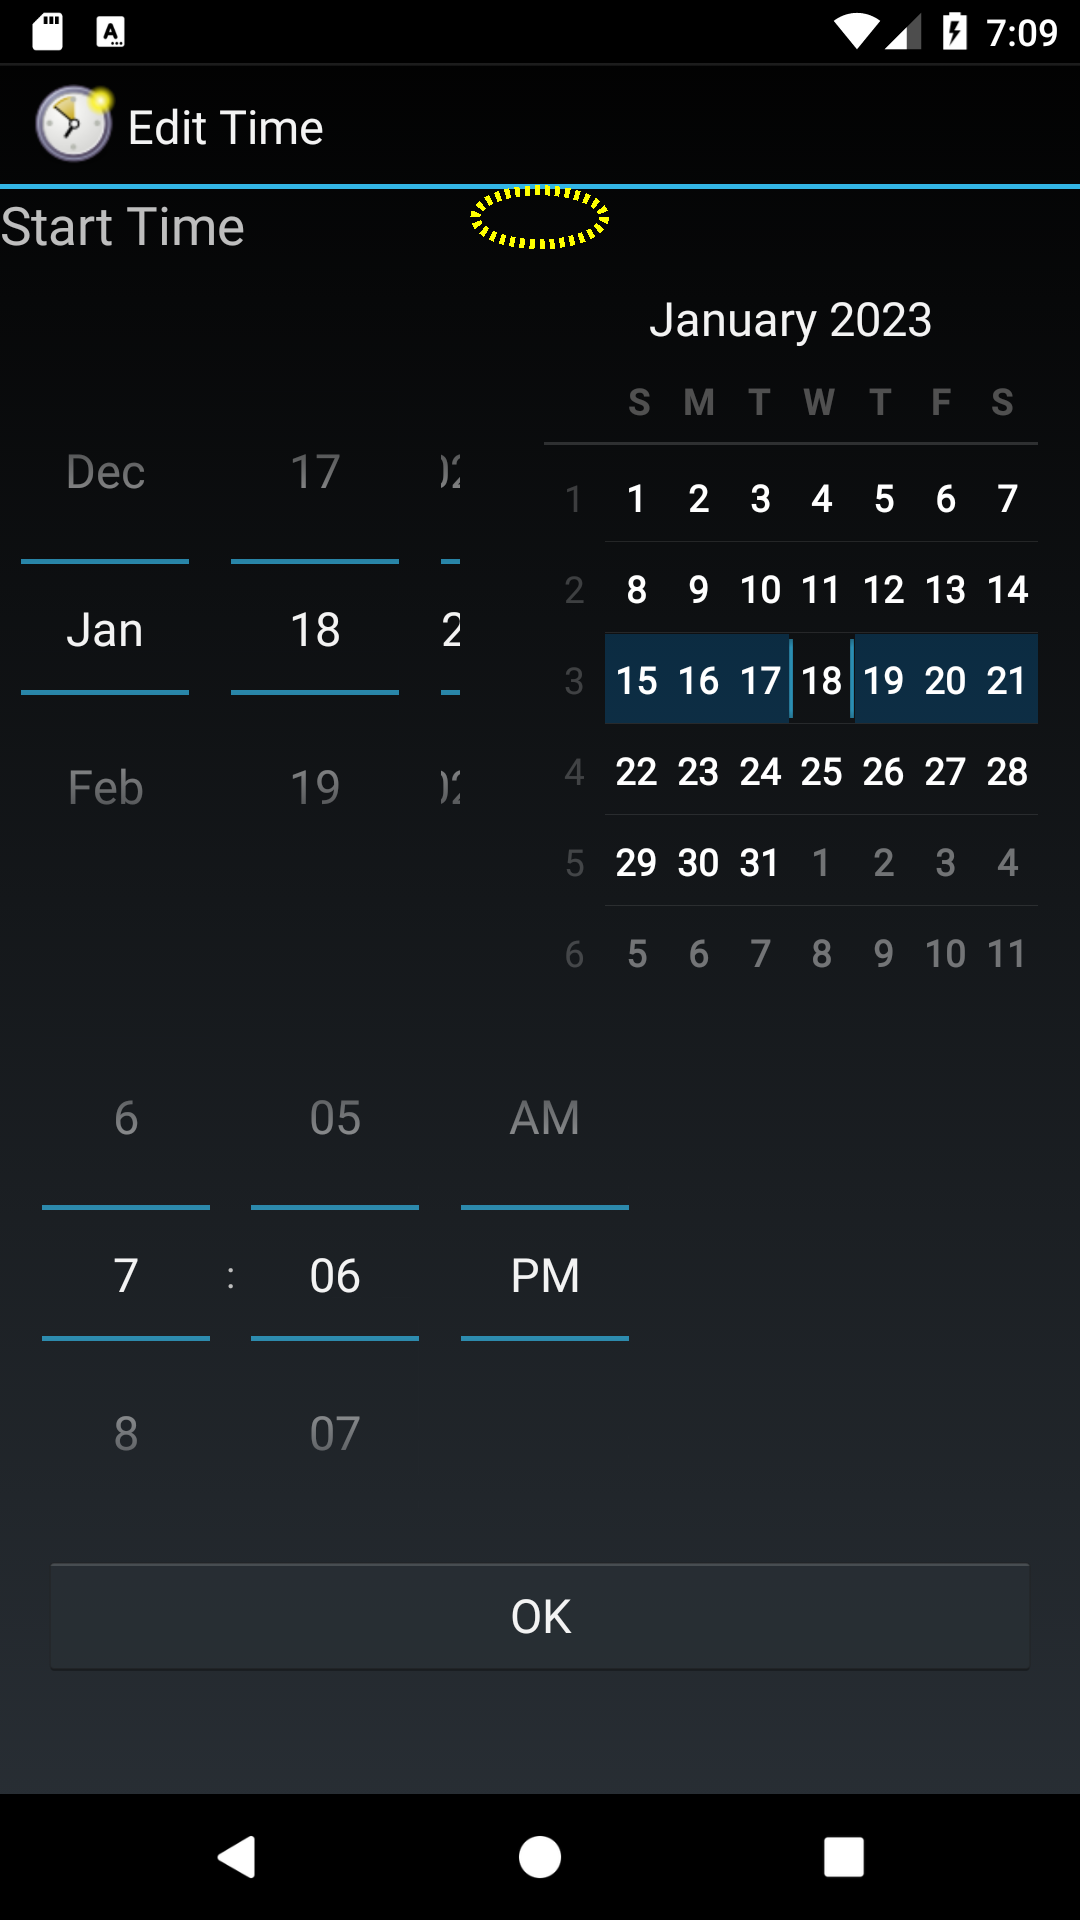 7:09
Edit Time
Start Time
January 2023
S M T W T F S
1 1 2 3 4 5 6 7
2 8 9 10 11 12 13 14
3 15 16 17 18 19 20 21
4 22 23 24 25 26 27 28
5 29 30 31 1 2 3 4
6 5 6 7 8 9 10 11
Dec 17
Jan 18 2
Feb 19
6 05 AM
7 : 06 PM
8 07
OK